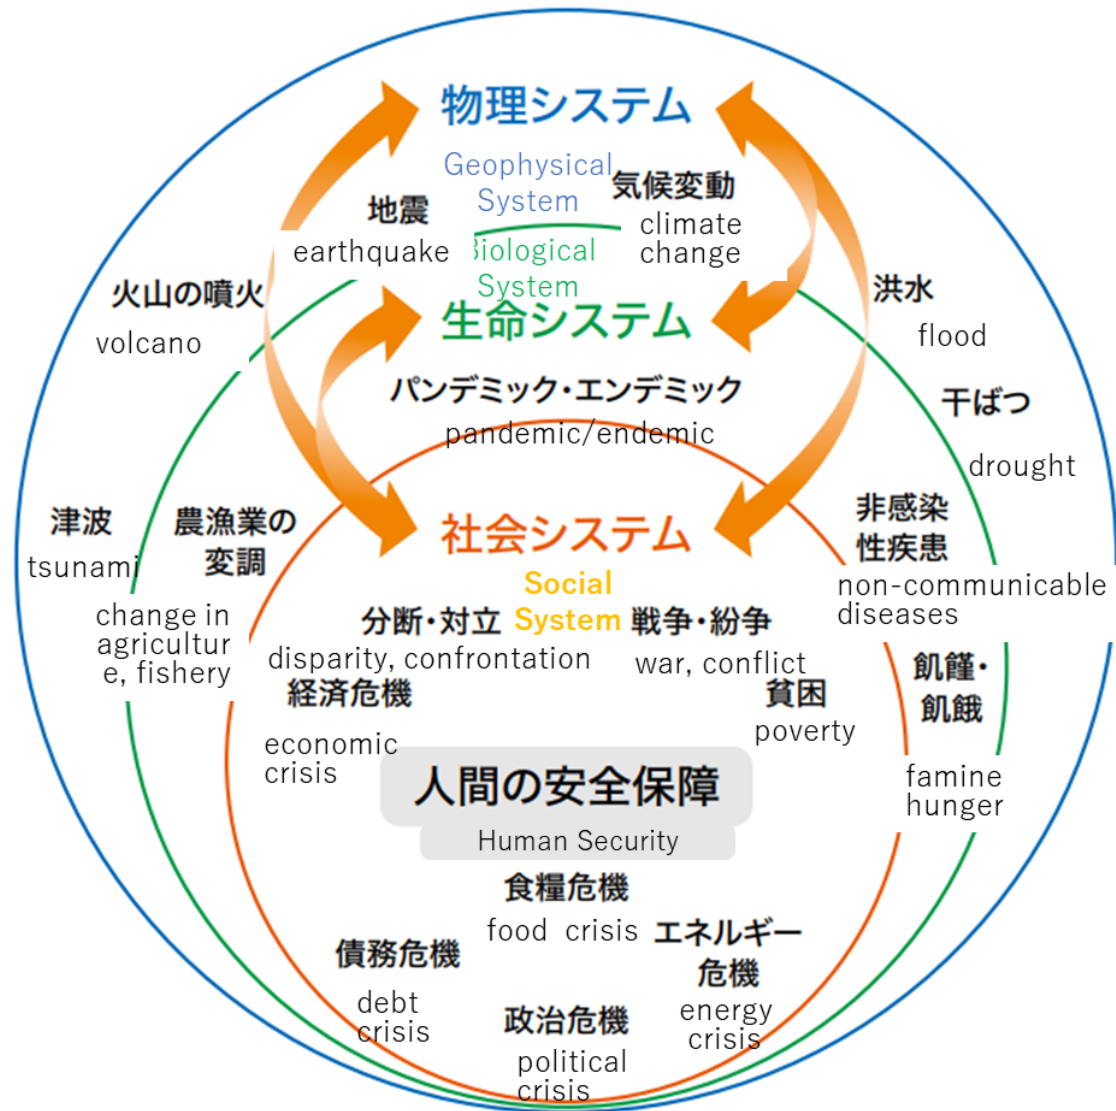 物理システム
Geophysical
System
地震
earthquake
気候変動
climate
change
火山の噴火
volcano
洪水
flood
Biological
System
生命システム
パンデミック・エンデミック
pandemic/endemic
干ばつ
drought
津波
tsunami
農漁業の
変調
change in
agricultur
e, fishery
社会システム
Social
System
非感染
性疾患
non-communicable
diseases
分断・対立
disparity, confrontation
戦争・紛争
war, conflict
経済危機
economic
crisis
貧困
poverty
飢饉・
飢餓
famine
hunger
人間の安全保障
Human Security
食糧危機
food crisis
債務危機
debt
crisis
エネルギー
危機
energy
crisis
政治危機
political
crisis